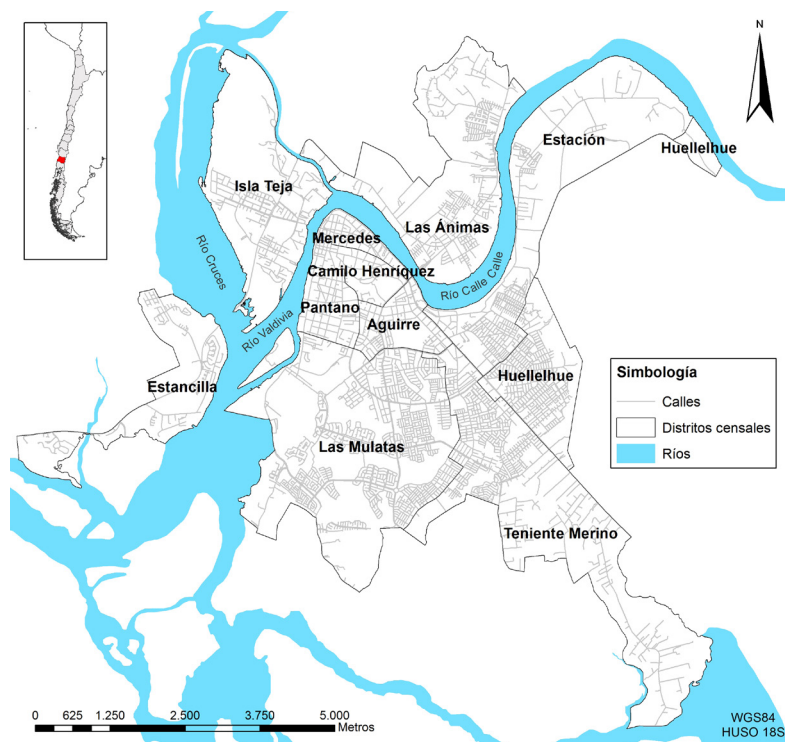 N
Estación
Huellelhue
Isla Teja
Las Ánimas
Mercedes
Río Cruces
Camilo Henríquez
Río Calle Calle
Pantano
Río Valdivia
Aguirre
Estancilla
Huellelhue
Simbología
Calles
Distritos censales
Ríos
Las Mulatas
Teniente Merino
0 625 1.250 2.500 3.750 5.000
Metros
WGS84
HUSO 18S